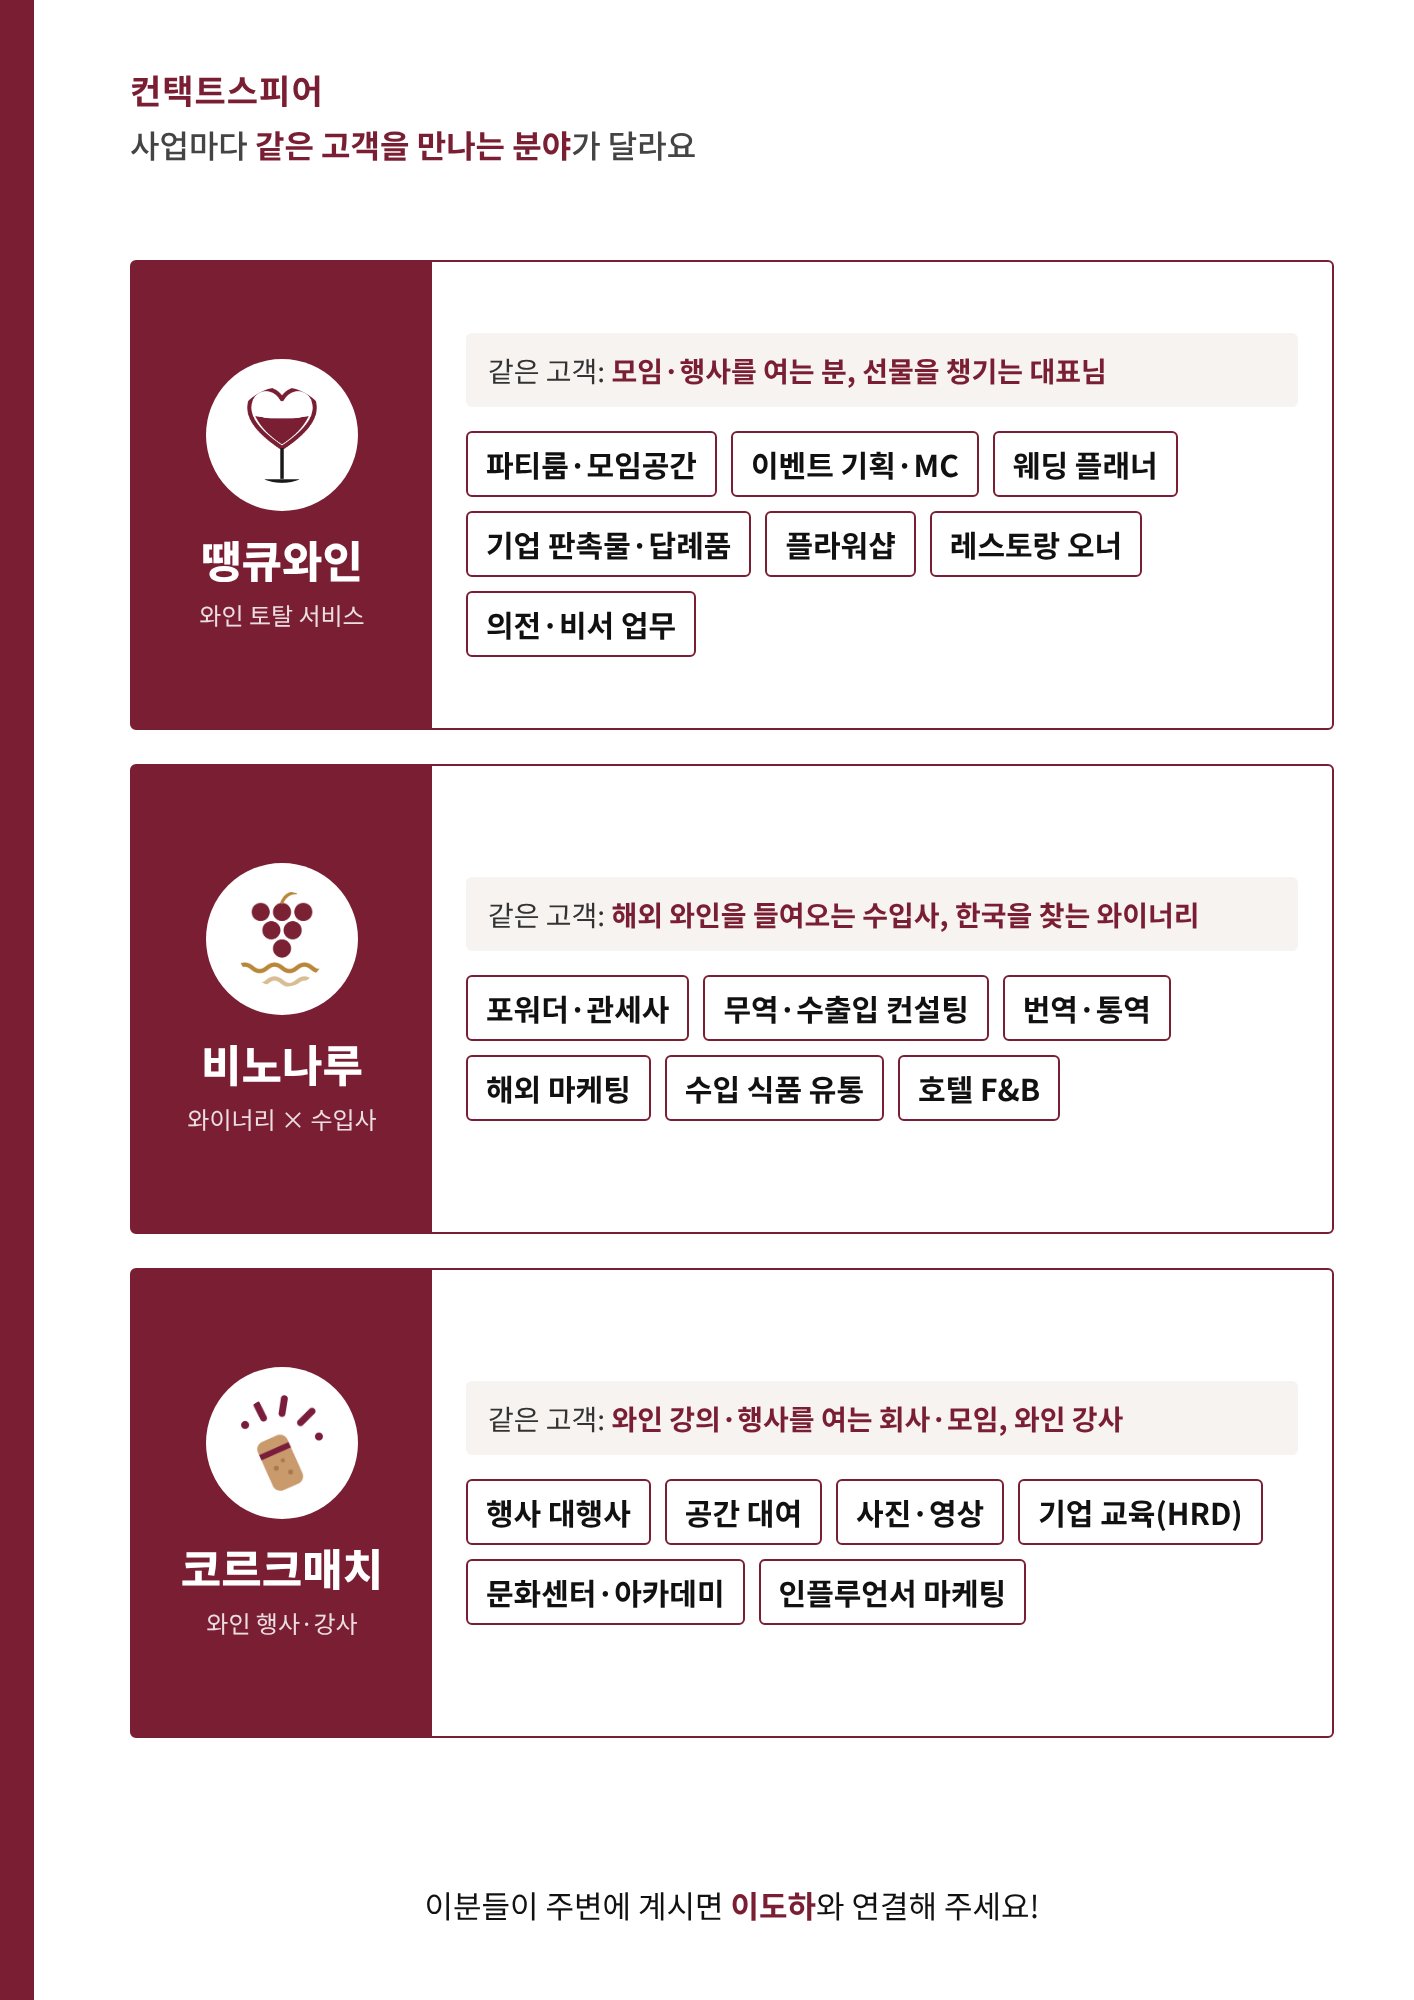 컨택트스피어
사업마다 같은 고객을 만나는 분야가 달라요
땡큐와인
와인 토탈 서비스
같은 고객: 모임·행사를 여는 분, 선물을 챙기는 대표님
파티룸·모임공간
이벤트 기획·MC
웨딩 플래너
기업 판촉물·답례품
플라워샵
레스토랑 오너
의전·비서 업무
비노나루
와이너리 × 수입사
같은 고객: 해외 와인을 들여오는 수입사, 한국을 찾는 와이너리
포워더·관세사
무역·수출입 컨설팅
번역·통역
해외 마케팅
수입 식품 유통
호텔 F&B
코르크매치
와인 행사·강사
같은 고객: 와인 강의·행사를 여는 회사·모임, 와인 강사
행사 대행사
공간 대여
사진·영상
기업 교육(HRD)
문화센터·아카데미
인플루언서 마케팅
이분들이 주변에 계시면 이도하와 연결해 주세요!